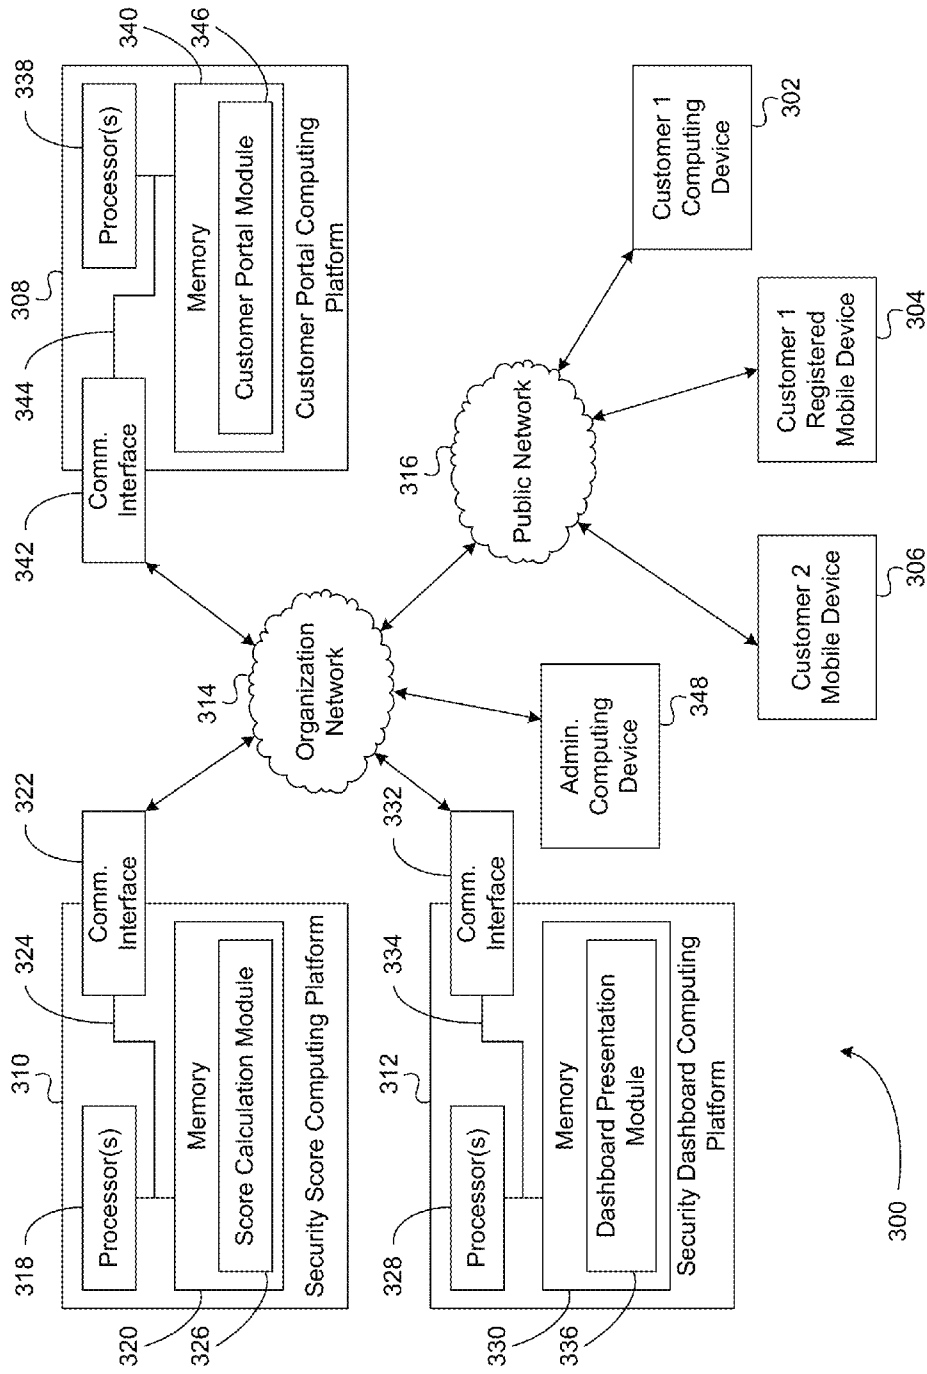 310
318
Processor(s)
324
322
Comm.
Interface
320
Memory
326
Score Calculation Module
Security Score Computing Platform
342
Comm.
Interface
344
308
338
Processor(s)
340
Memory
346
Customer Portal Module
Customer Portal Computing
Platform
314
Organization
Network
316
Public Network
312
328
Processor(s)
334
332
Comm.
Interface
330
Memory
336
Dashboard Presentation
Module
Security Dashboard Computing
Platform
Admin.
Computing
Device
348
Customer 1
Computing
Device
302
Customer 2
Mobile Device
306
Customer 1
Registered
Mobile Device
304
300